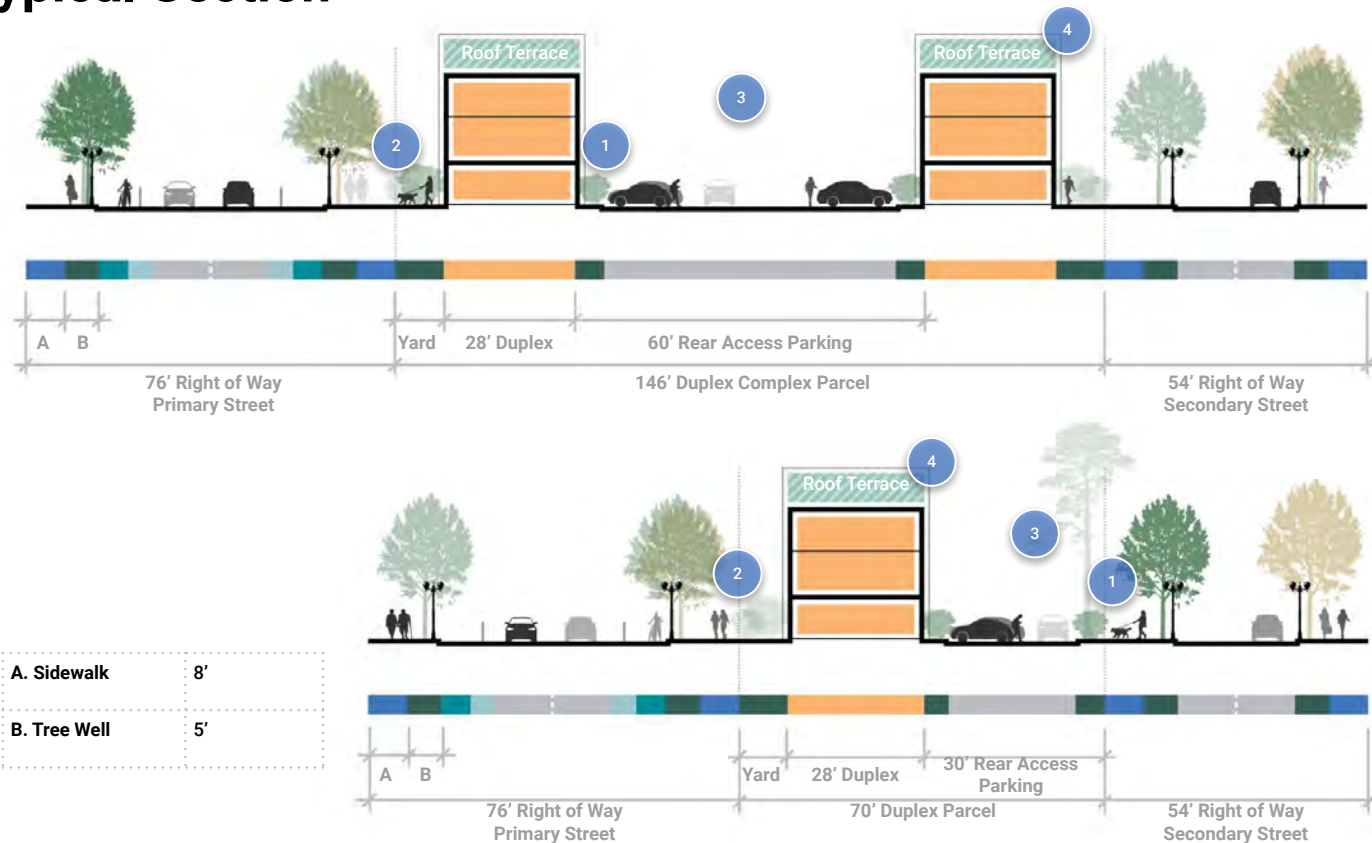 ypical Section
4
Roof Terrace
Roof Terrace
3
2
1
A
B
Yard
28’ Duplex
60’ Rear Access Parking
76’ Right of Way
Primary Street
146’ Duplex Complex Parcel
54’ Right of Way
Secondary Street
4
Roof Terrace
3
2
1
A. Sidewalk
8’
B. Tree Well
5’
A
B
Yard
28’ Duplex
30’ Rear Access
Parking
76’ Right of Way
Primary Street
70’ Duplex Parcel
54’ Right of Way
Secondary Street